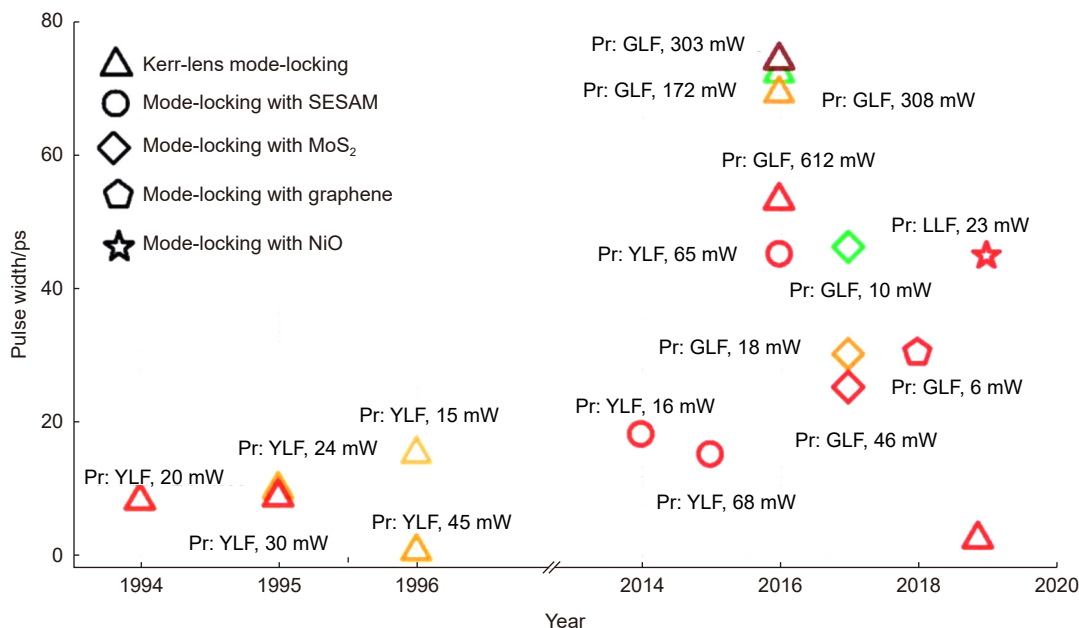 80
60
40
20
0
Pulse width/ps
Kerr-lens mode-locking
Mode-locking with SESAM
Mode-locking with MoS₂
Mode-locking with graphene
Mode-locking with NiO
Pr: GLF, 303 mW
Pr: GLF, 172 mW
Pr: GLF, 308 mW
Pr: GLF, 612 mW
Pr: LLF, 23 mW
Pr: YLF, 65 mW
Pr: GLF, 10 mW
Pr: GLF, 18 mW
Pr: GLF, 6 mW
Pr: YLF, 16 mW
Pr: YLF, 15 mW
Pr: GLF, 46 mW
Pr: YLF, 24 mW
Pr: YLF, 20 mW
Pr: YLF, 68 mW
Pr: YLF, 45 mW
Pr: YLF, 30 mW
1994
1995
1996
2014
2016
2018
2020
Year